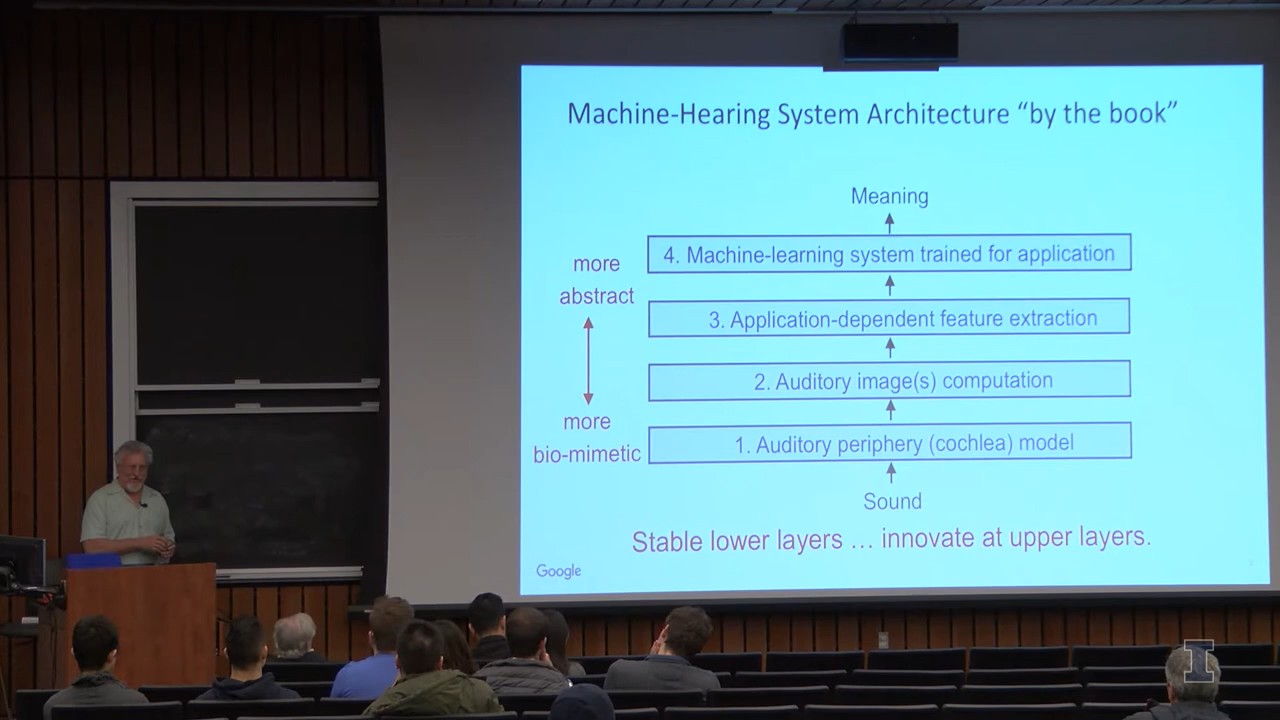 Machine-Hearing System Architecture “by the book”
Meaning
4. Machine-learning system trained for application
more
abstract
3. Application-dependent feature extraction
2. Auditory image(s) computation
more
bio-mimetic
1. Auditory periphery (cochlea) model
Sound
Stable lower layers … innovate at upper layers.
Google
I